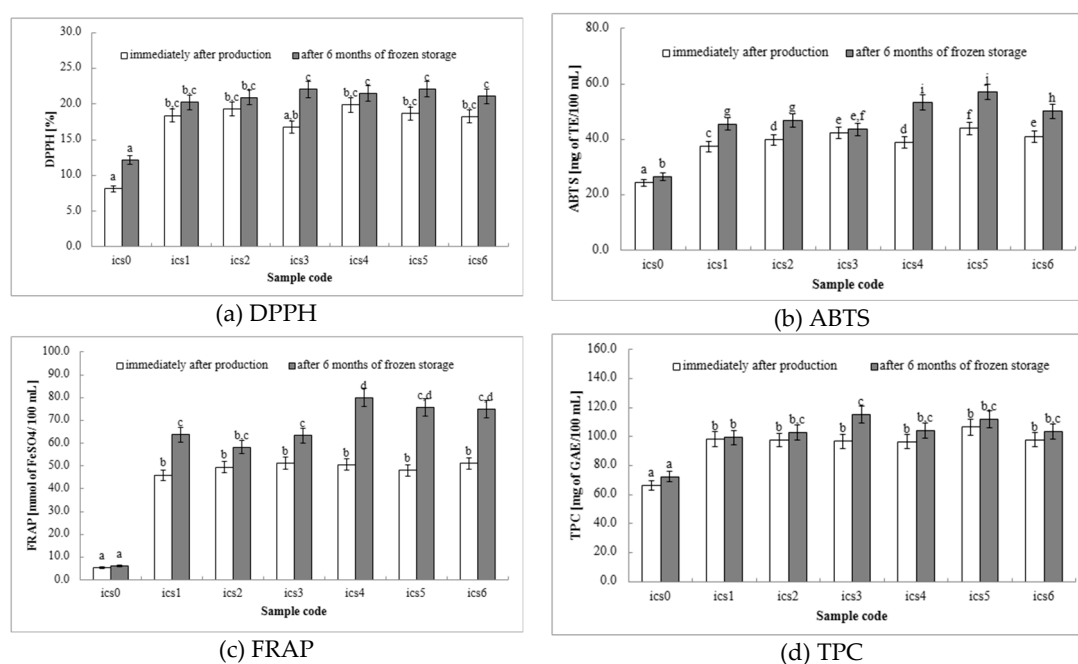 30.0
25.0
20.0
15.0
10.0
5.0
0.0
DPPH [%]
immediately after production
after 6 months of frozen storage
a a b,c b,c b,c b,c a,b c b,c b,c b,c c b,c c
ics0 ics1 ics2 ics3 ics4 ics5 ics6
Sample code
(a) DPPH
80.0
60.0
40.0
20.0
0.0
ABTS [mg of TE/100 mL]
immediately after production
after 6 months of frozen storage
a b c g d g e e,f d i f j e h
ics0 ics1 ics2 ics3 ics4 ics5 ics6
Sample code
(b) ABTS
100.0
90.0
80.0
70.0
60.0
50.0
40.0
30.0
20.0
10.0
0.0
FRAP [mmol of FeSO4/100 mL]
immediately after production
after 6 months of frozen storage
a a b c b b,c b c b d b c,d b c,d
ics0 ics1 ics2 ics3 ics4 ics5 ics6
Sample code
(c) FRAP
160.0
140.0
120.0
100.0
80.0
60.0
40.0
20.0
0.0
TPC [mg of GAE/100 mL]
immediately after production
after 6 months of frozen storage
a a b b b b,c b c b b,c b b,c b b,c
ics0 ics1 ics2 ics3 ics4 ics5 ics6
Sample code
(d) TPC